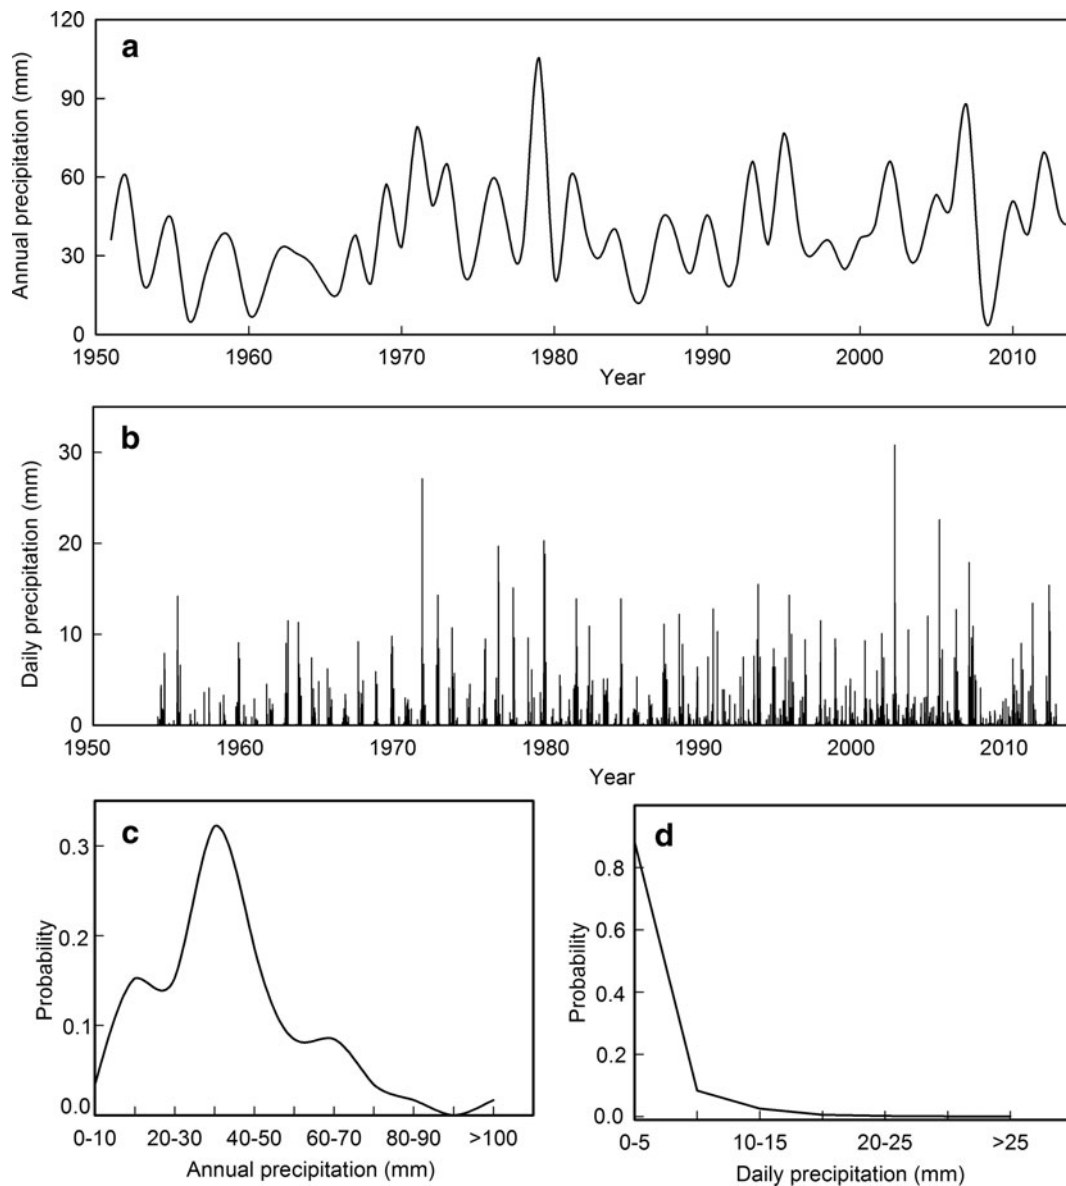 a
Annual precipitation (mm)
120
90
60
30
0
1950 1960 1970 1980 1990 2000 2010
Year
b
Daily precipitation (mm)
30
20
10
0
1950 1960 1970 1980 1990 2000 2010
Year
c
Probability
0.3
0.2
0.1
0.0
0-10 20-30 40-50 60-70 80-90 >100
Annual precipitation (mm)
d
Probability
0.8
0.6
0.4
0.2
0.0
0-5 10-15 20-25 >25
Daily precipitation (mm)